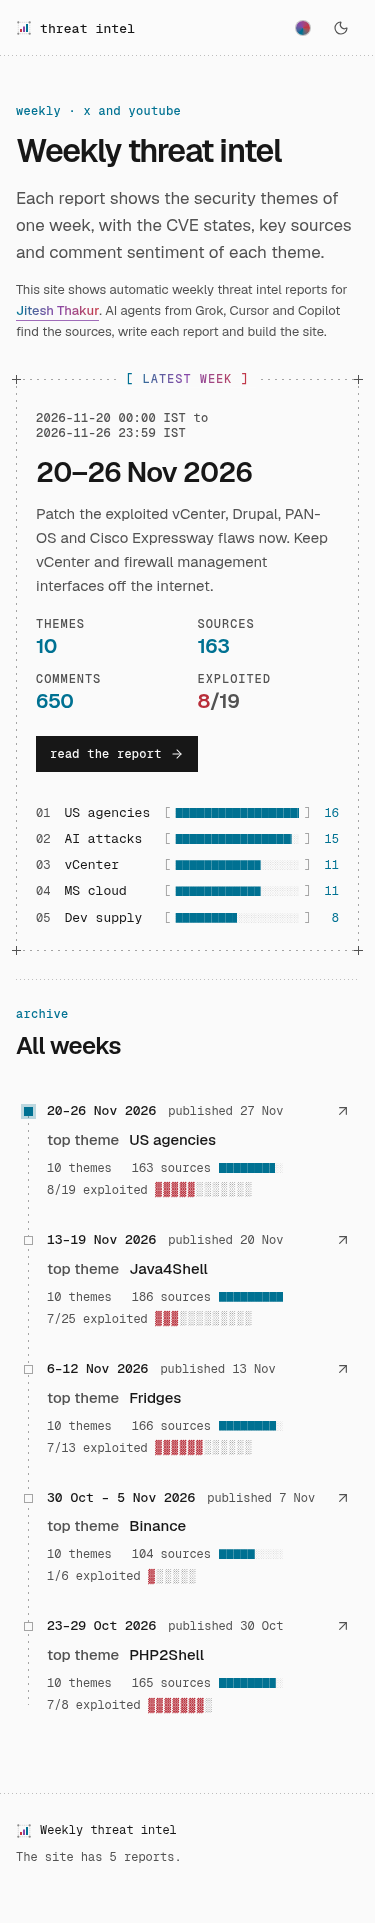 threat intel
weekly · x and youtube
Weekly threat intel
Each report shows the security themes of
one week, with the CVE states, key sources
and comment sentiment of each theme.
This site shows automatic weekly threat intel reports for
Jitesh Thakur. AI agents from Grok, Cursor and Copilot
find the sources, write each report and build the site.
[ LATEST WEEK ]
2026-11-20 00:00 IST to
2026-11-26 23:59 IST
20–26 Nov 2026
Patch the exploited vCenter, Drupal, PAN-
OS and Cisco Expressway flaws now. Keep
vCenter and firewall management
interfaces off the internet.
THEMES SOURCES
10 163
COMMENTS EXPLOITED
650 8/19
read the report →
01 US agencies [ ] 16
02 AI attacks [ ] 15
03 vCenter [ ] 11
04 MS cloud [ ] 11
05 Dev supply [ ] 8
archive
All weeks
20–26 Nov 2026 published 27 Nov
top theme US agencies
10 themes 163 sources
8/19 exploited
13–19 Nov 2026 published 20 Nov
top theme Java4Shell
10 themes 186 sources
7/25 exploited
6–12 Nov 2026 published 13 Nov
top theme Fridges
10 themes 166 sources
7/13 exploited
30 Oct – 5 Nov 2026 published 7 Nov
top theme Binance
10 themes 104 sources
1/6 exploited
23–29 Oct 2026 published 30 Oct
top theme PHP2Shell
10 themes 165 sources
7/8 exploited
Weekly threat intel
The site has 5 reports.